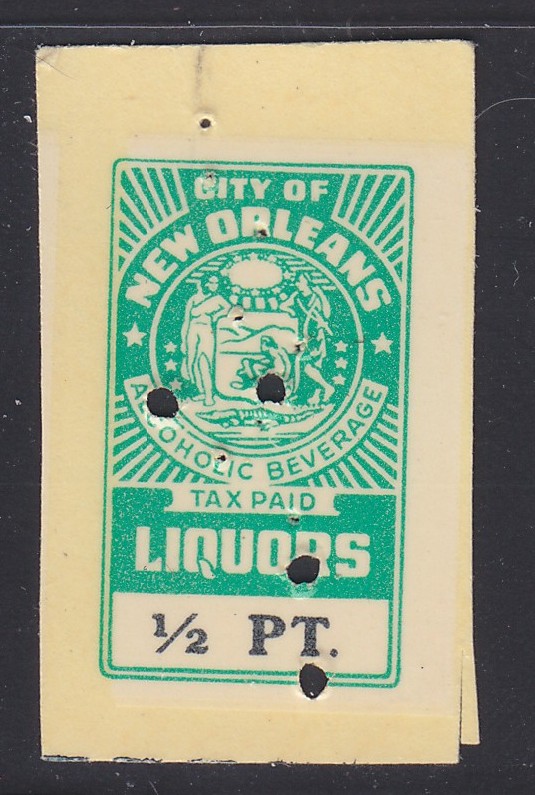 CITY OF
NEW ORLEANS
ALCOHOLIC BEVERAGE
TAX PAID
LIQUORS
½ PT.